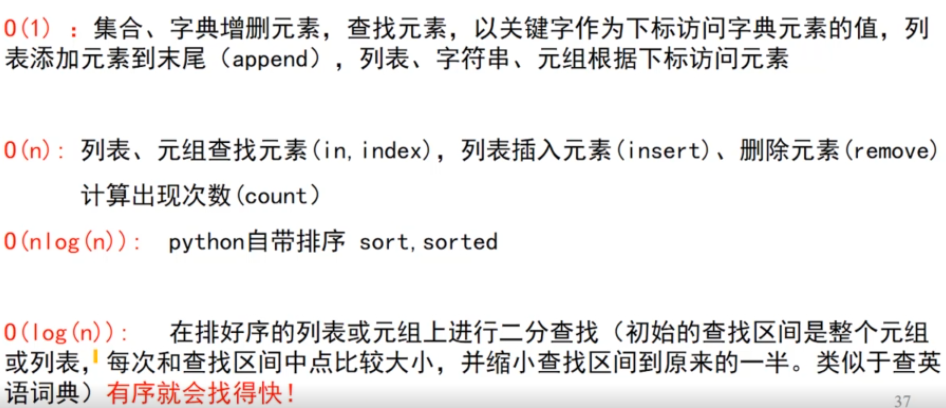 O(1) ：集合、字典增删元素，查找元素，以关键字作为下标访问字典元素的值，列
表添加元素到末尾（append），列表、字符串、元组根据下标访问元素
O(n): 列表、元组查找元素(in,index)，列表插入元素(insert)、删除元素(remove)
计算出现次数(count）
O(nlog(n)): python自带排序 sort,sorted
O(log(n)): 在排好序的列表或元组上进行二分查找（初始的查找区间是整个元组
或列表，每次和查找区间中点比较大小，并缩小查找区间到原来的一半。类似于查英
语词典）有序就会找得快！
37